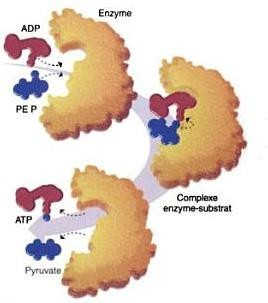 Enzyme
ADP
PE P
Complexe
enzyme-substrat
ATP
Pyruvate